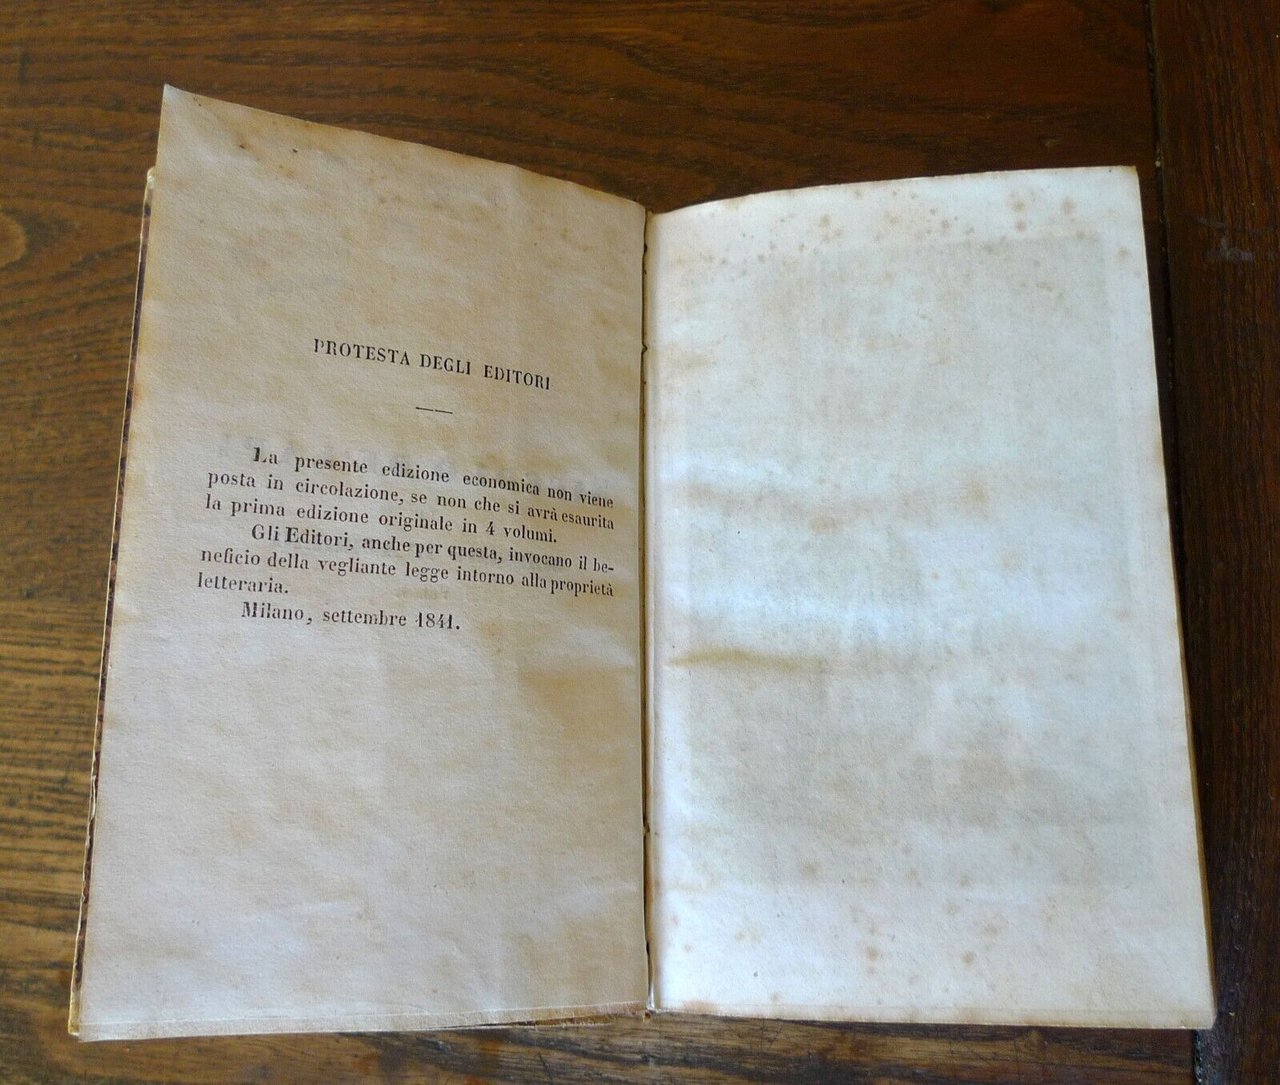 PROTESTA DEGLI EDITORI
La presente edizione economica non viene
posta in circolazione, se non che si avrà esaurita
la prima edizione originale in 4 volumi.
Gli Editori, anche per questa, invocano il be-
neficio della vegliante legge intorno alla proprietà
letteraria.
Milano, settembre 1841.